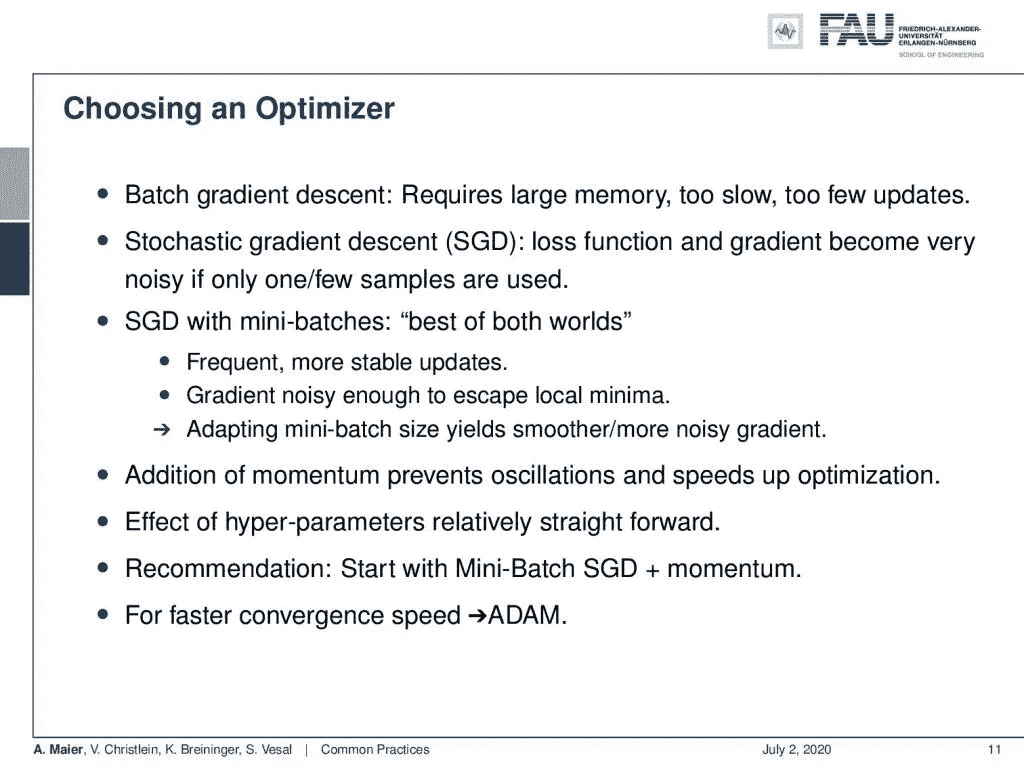 FAU
FRIEDRICH-ALEXANDER-
UNIVERSITÄT
ERLANGEN-NÜRNBERG
SCHOOL OF ENGINEERING
Choosing an Optimizer
• Batch gradient descent: Requires large memory, too slow, too few updates.
• Stochastic gradient descent (SGD): loss function and gradient become very
noisy if only one/few samples are used.
• SGD with mini-batches: “best of both worlds”
• Frequent, more stable updates.
• Gradient noisy enough to escape local minima.
➔ Adapting mini-batch size yields smoother/more noisy gradient.
• Addition of momentum prevents oscillations and speeds up optimization.
• Effect of hyper-parameters relatively straight forward.
• Recommendation: Start with Mini-Batch SGD + momentum.
• For faster convergence speed ➔ADAM.
A. Maier, V. Christlein, K. Breininger, S. Vesal | Common Practices July 2, 2020 11